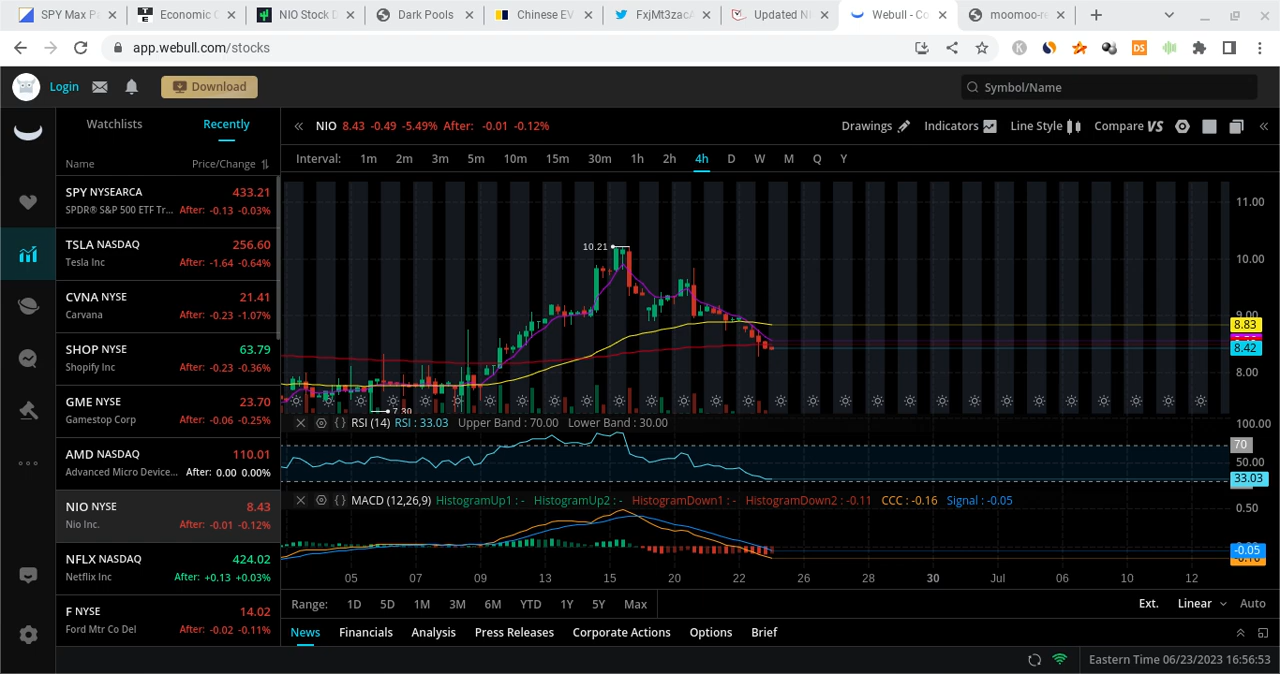 SPY Max P
Economic C
NIO Stock D
Dark Pools
Chinese EV
FxjMt3zacA
Updated NI
Webull - Co
moomoo-re
app.webull.com/stocks
Login
Download
Symbol/Name
Watchlists
Recently
NIO 8.43 -0.49 -5.49% After: -0.01 -0.12%
Drawings
Indicators
Line Style
Compare VS
Name
Price/Change
Interval: 1m 2m 3m 5m 10m 15m 30m 1h 2h 4h D W M Q Y
SPY NYSEARCA 433.21
SPDR® S&P 500 ETF Tr... After: -0.13 -0.03%
TSLA NASDAQ 256.60
Tesla Inc After: -1.64 -0.64%
CVNA NYSE 21.41
Carvana After: -0.23 -1.07%
SHOP NYSE 63.79
Shopify Inc After: -0.23 -0.36%
GME NYSE 23.70
Gamestop Corp After: -0.06 -0.25%
AMD NASDAQ 110.01
Advanced Micro Device... After: 0.00 0.00%
NIO NYSE 8.43
Nio Inc. After: -0.01 -0.12%
NFLX NASDAQ 424.02
Netflix Inc After: +0.13 +0.03%
F NYSE 14.02
Ford Mtr Co Del After: -0.02 -0.11%
11.00
10.21
10.00
9.00
8.83
8.42
8.00
7.30
RSI (14) RSI : 33.03 Upper Band : 70.00 Lower Band : 30.00
100.00
70
50.00
33.03
MACD (12,26,9) HistogramUp1 : - HistogramUp2 : - HistogramDown1 : - HistogramDown2 : -0.11 CCC : -0.16 Signal : -0.05
0.50
-0.05
05 07 09 13 15 20 22 26 28 30 Jul 06 10 12
Range: 1D 5D 1M 3M 6M YTD 1Y 5Y Max
Ext. Linear Auto
News Financials Analysis Press Releases Corporate Actions Options Brief
Eastern Time 06/23/2023 16:56:53